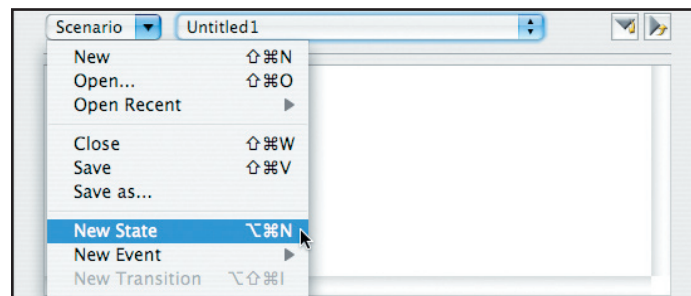 Scenario Untitled1
New ⇧⌘N
Open... ⇧⌘O
Open Recent
Close ⇧⌘W
Save ⇧⌘V
Save as...
New State ⌥⌘N
New Event
New Transition ⌥⇧⌘I